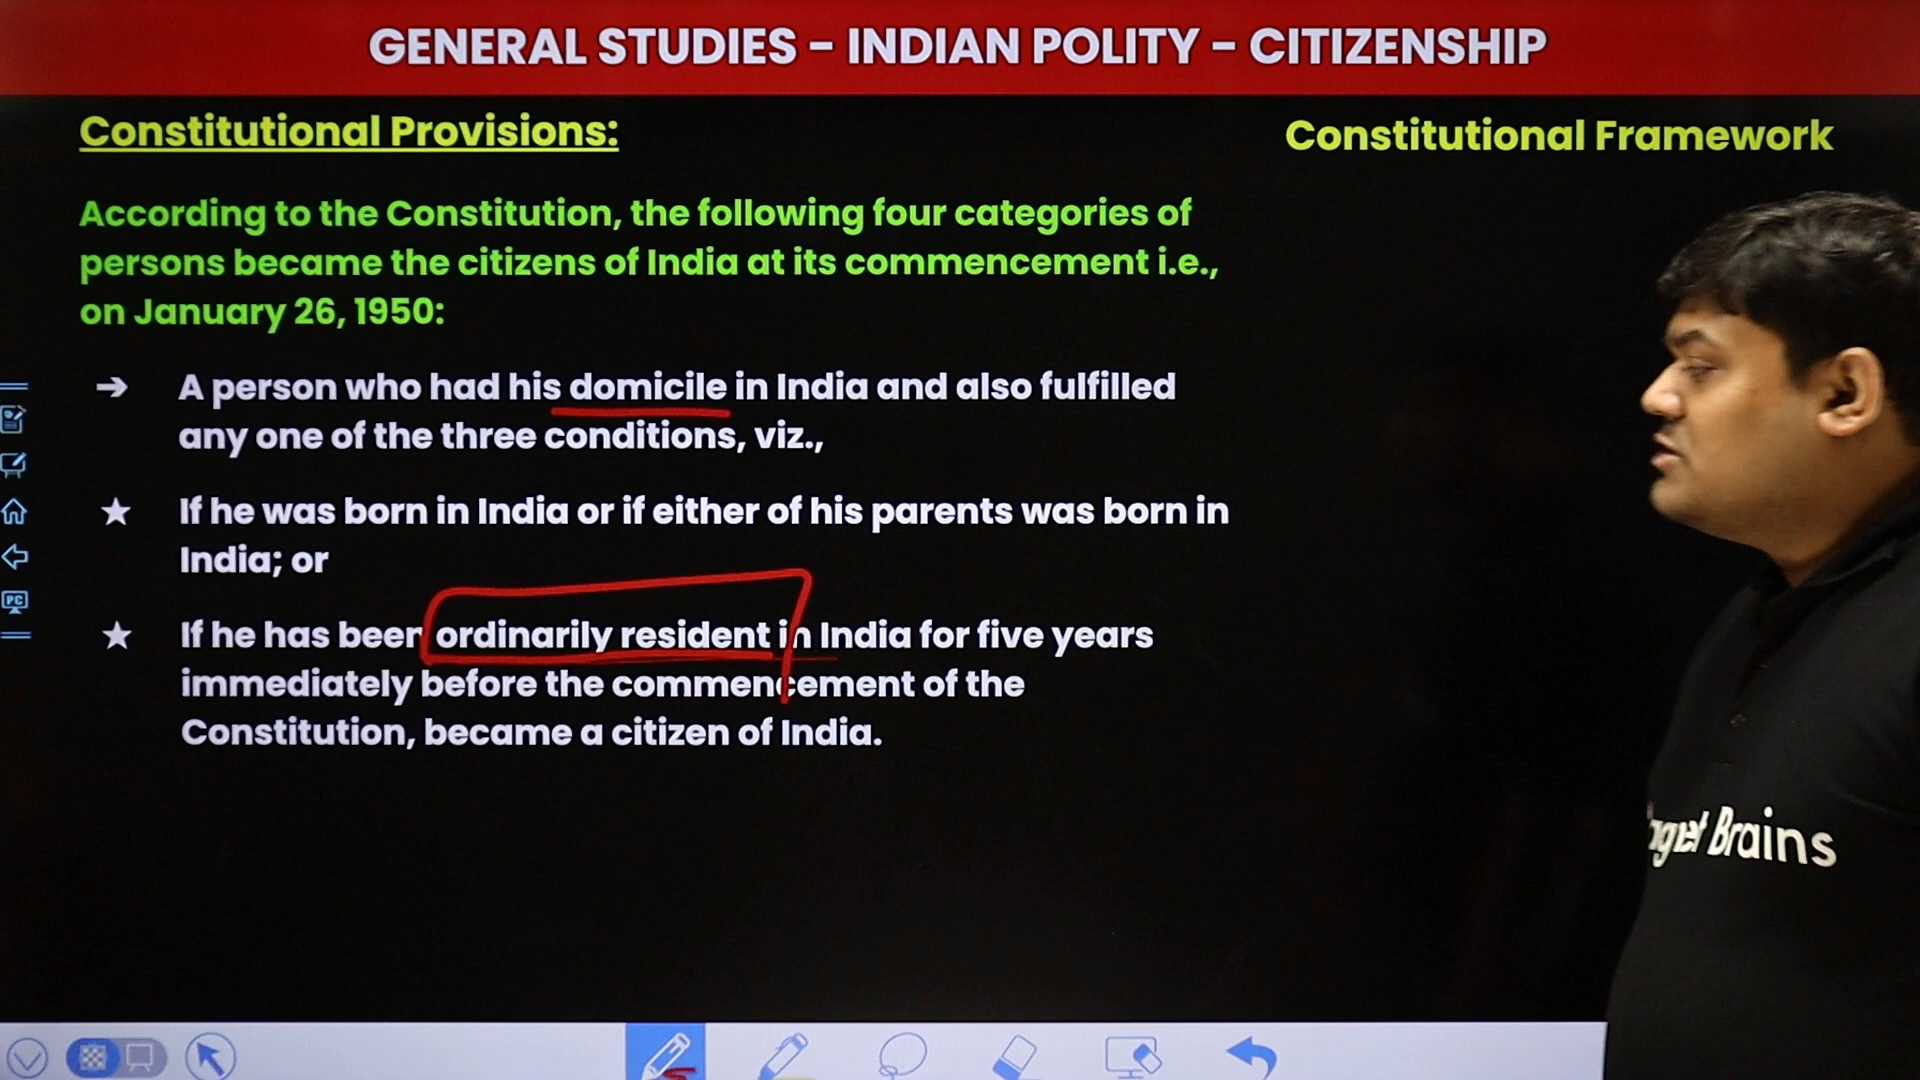 GENERAL STUDIES - INDIAN POLITY - CITIZENSHIP
Constitutional Provisions:
Constitutional Framework
According to the Constitution, the following four categories of
persons became the citizens of India at its commencement i.e.,
on January 26, 1950:
➔ A person who had his domicile in India and also fulfilled
any one of the three conditions, viz.,
★ If he was born in India or if either of his parents was born in
India; or
★ If he has been ordinarily resident in India for five years
immediately before the commencement of the
Constitution, became a citizen of India.
PC
Brains